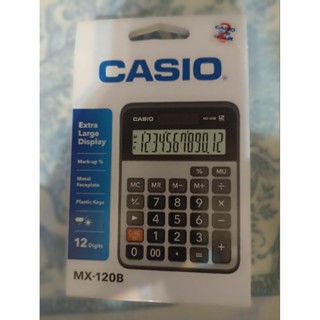 CASIO
Extra
Large
Display
Mark-up %
Metal
Faceplate
Plastic Keys
12 Digits
MX-120B
CASIO
123456789012
% MU
MC MR M− M+ ÷
+/− 7 8 9 ×
▶ 4 5 6 −
1 2 3 +
0 00 . =